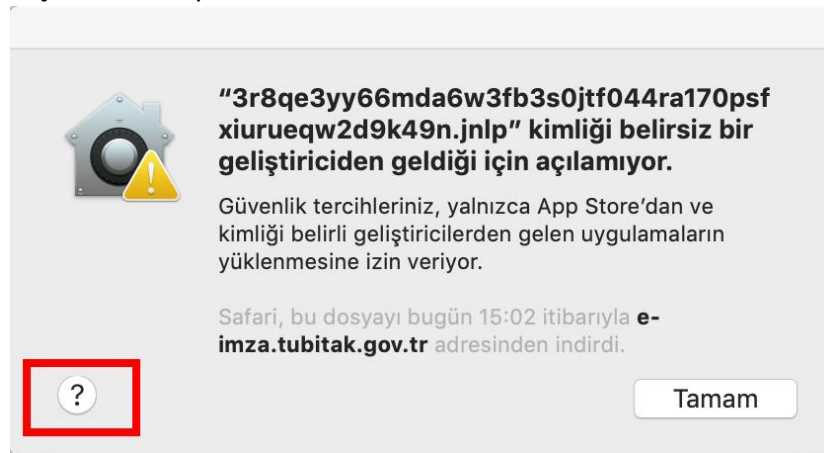 “3r8qe3yy66mda6w3fb3s0jtf044ra170psf
xiurueqw2d9k49n.jnlp” kimliği belirsiz bir
geliştiriciden geldiği için açılamıyor.
Güvenlik tercihleriniz, yalnızca App Store’dan ve
kimliği belirli geliştiricilerden gelen uygulamaların
yüklenmesine izin veriyor.
Safari, bu dosyayı bugün 15:02 itibarıyla e-
imza.tubitak.gov.tr adresinden indirdi.
?
Tamam